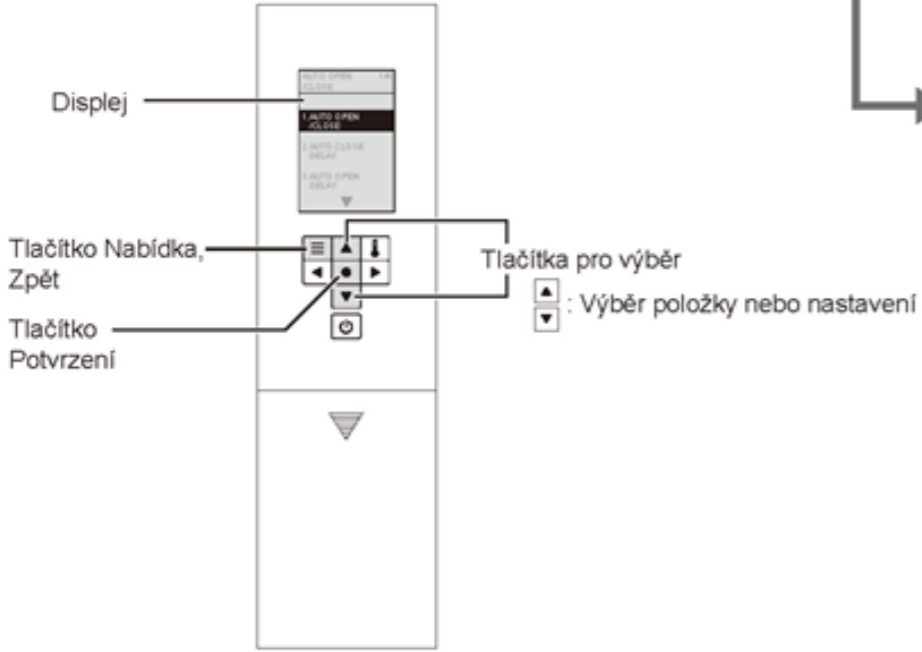 Displej
AUTO OPEN
/CLOSE
1.AUTO OPEN
/CLOSE
2.AUTO CLOSE
DELAY
3.AUTO OPEN
DELAY
Tlačítko Nabídka,
Zpět
Tlačítko
Potvrzení
Tlačítka pro výběr
: Výběr položky nebo nastavení